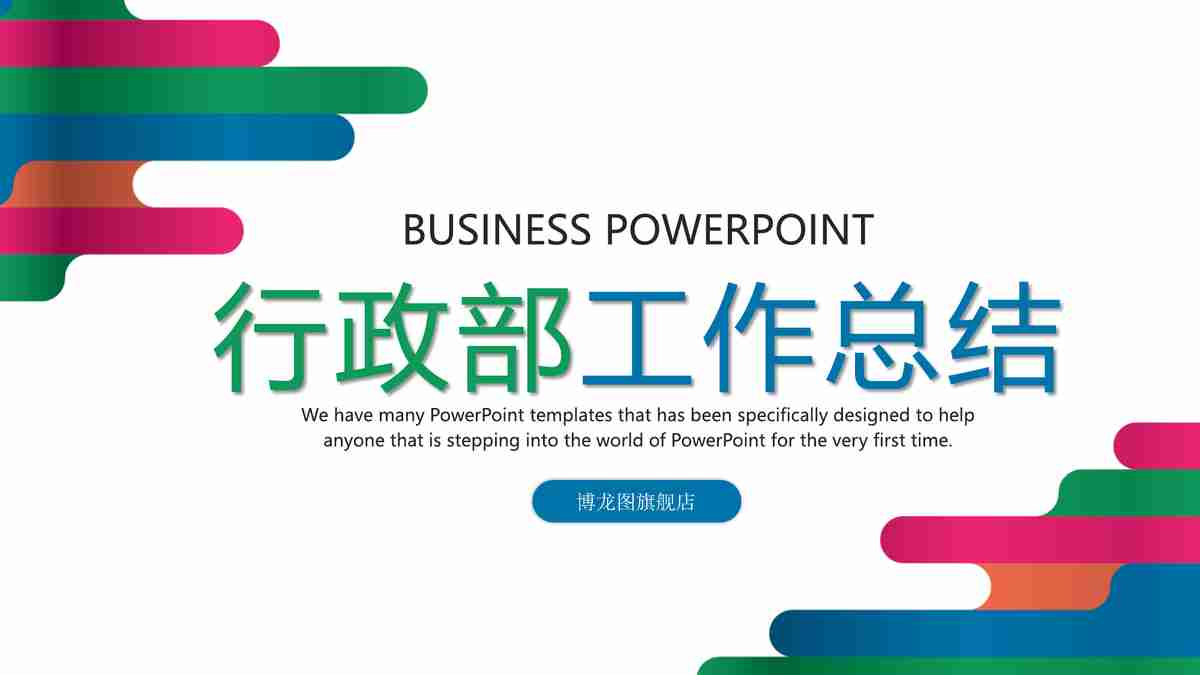 BUSINESS POWERPOINT
行政部工作总结
We have many PowerPoint templates that has been specifically designed to help
anyone that is stepping into the world of PowerPoint for the very first time.
博龙图旗舰店